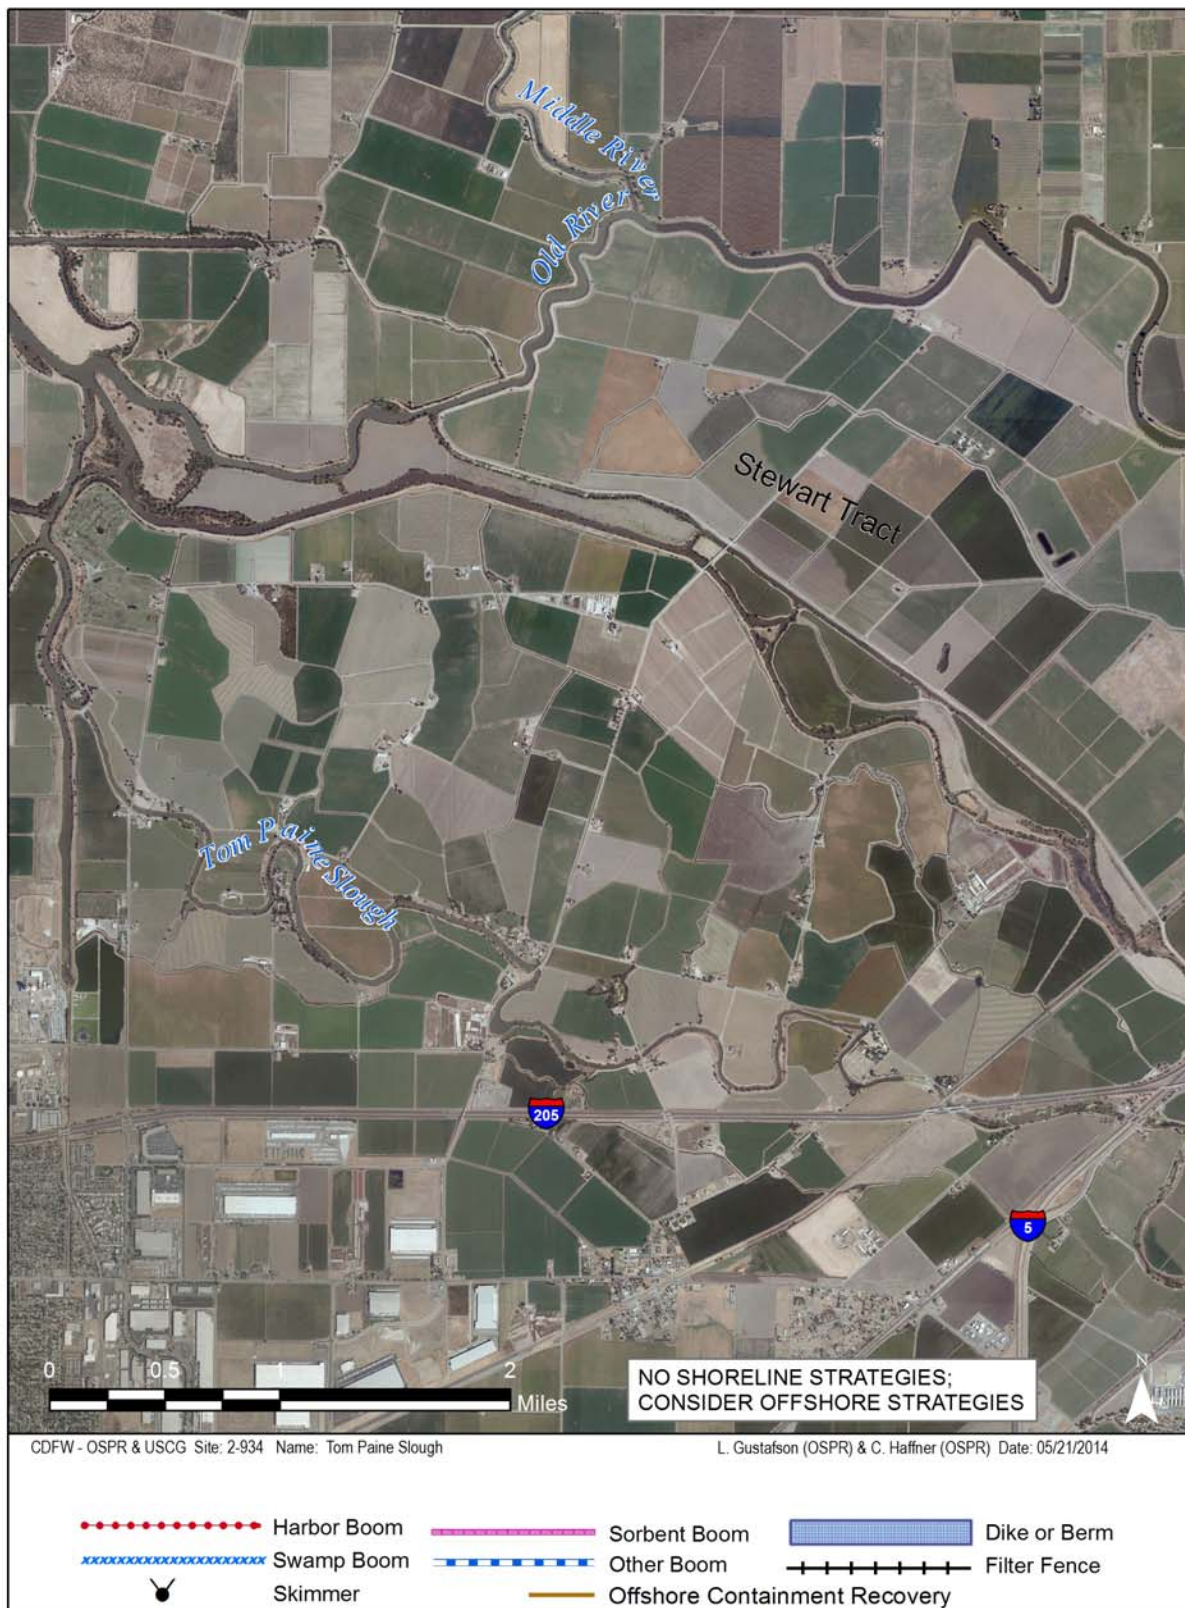 Middle River
Old River
Stewart Tract
Tom Paine Slough
205
5
0 0.5 1 2
Miles
NO SHORELINE STRATEGIES;
CONSIDER OFFSHORE STRATEGIES
N
CDFW - OSPR & USCG Site: 2-934 Name: Tom Paine Slough
L. Gustafson (OSPR) & C. Haffner (OSPR) Date: 05/21/2014
Harbor Boom
Sorbent Boom
Dike or Berm
Swamp Boom
Other Boom
Filter Fence
Skimmer
Offshore Containment Recovery